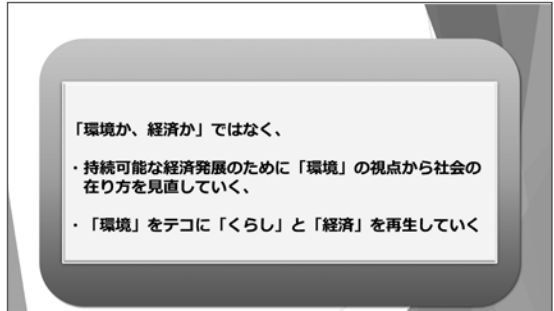 「環境か、経済か」ではなく、
・持続可能な経済発展のために「環境」の視点から社会の
在り方を見直していく、
・「環境」をテコに「くらし」と「経済」を再生していく